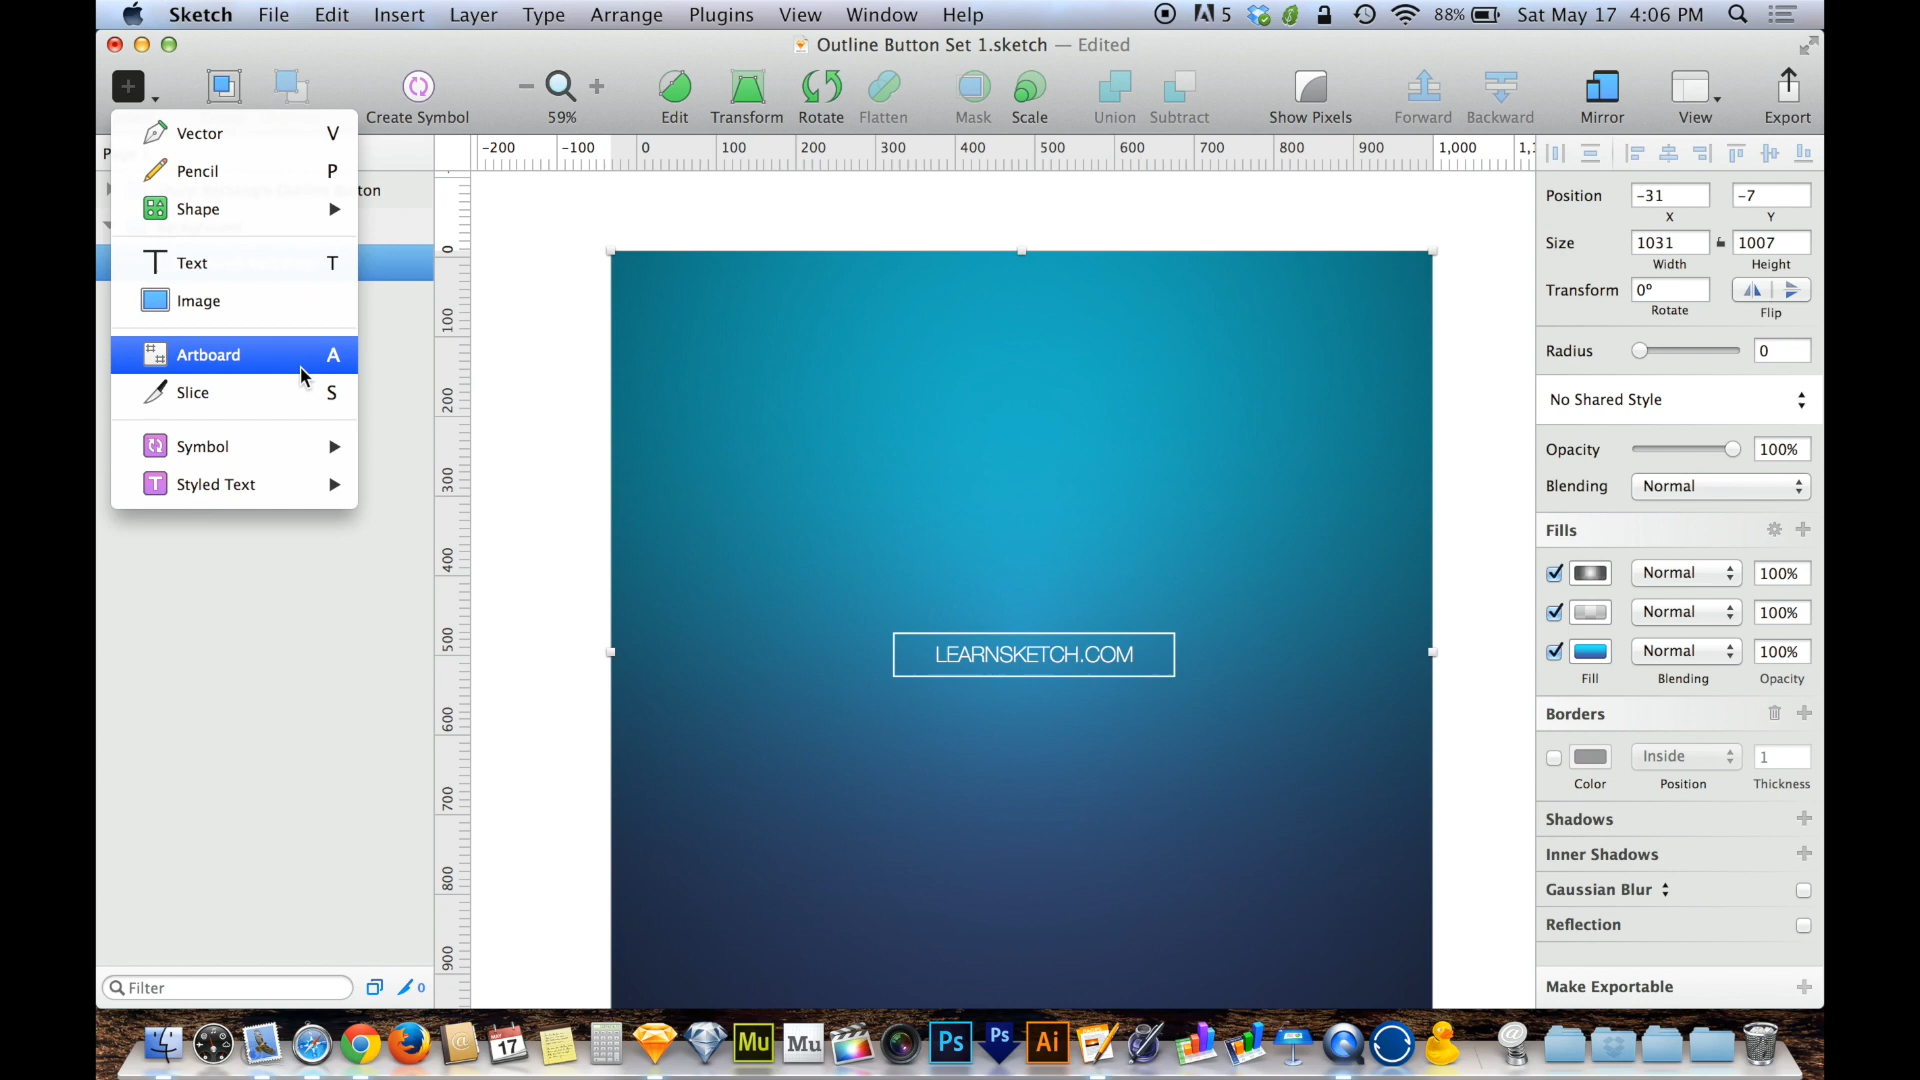 Sketch File Edit Insert Layer Type Arrange Plugins View Window Help 5 88% Sat May 17 4:06 PM
Outline Button Set 1.sketch — Edited
Create Symbol 59% Edit Transform Rotate Flatten Mask Scale Union Subtract Show Pixels Forward Backward Mirror View Export
Vector V
Pencil P
Shape
Text T
Image
Artboard A
Slice S
Symbol
Styled Text
ton
Filter
0
-200 -100 0 100 200 300 400 500 600 700 800 900 1,000 1,
0
100
200
300
400
500
600
700
800
900
LEARNSKETCH.COM
Position -31 -7
X Y
Size 1031 1007
Width Height
Transform 0°
Rotate Flip
Radius 0
No Shared Style
Opacity 100%
Blending Normal
Fills
Normal 100%
Normal 100%
Normal 100%
Fill Blending Opacity
Borders
Inside 1
Color Position Thickness
Shadows
Inner Shadows
Gaussian Blur
Reflection
Make Exportable
17
Mu Mu Ps Ps Ai